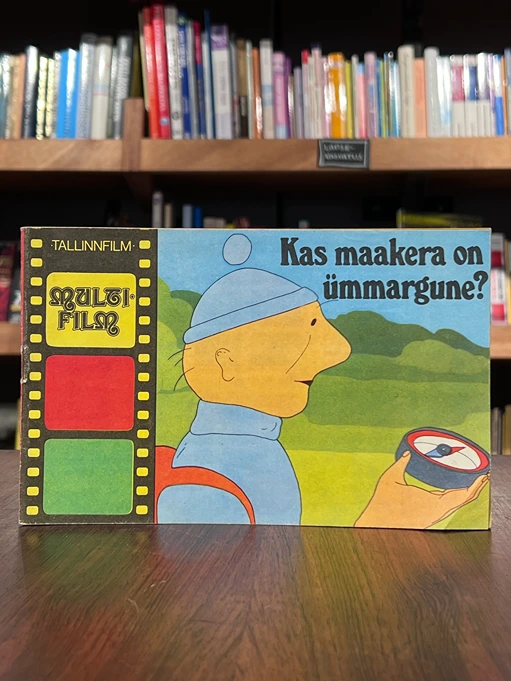 ·TALLINNFILM·
MULTI-
FILM
Kas maakera on
ümmargune?